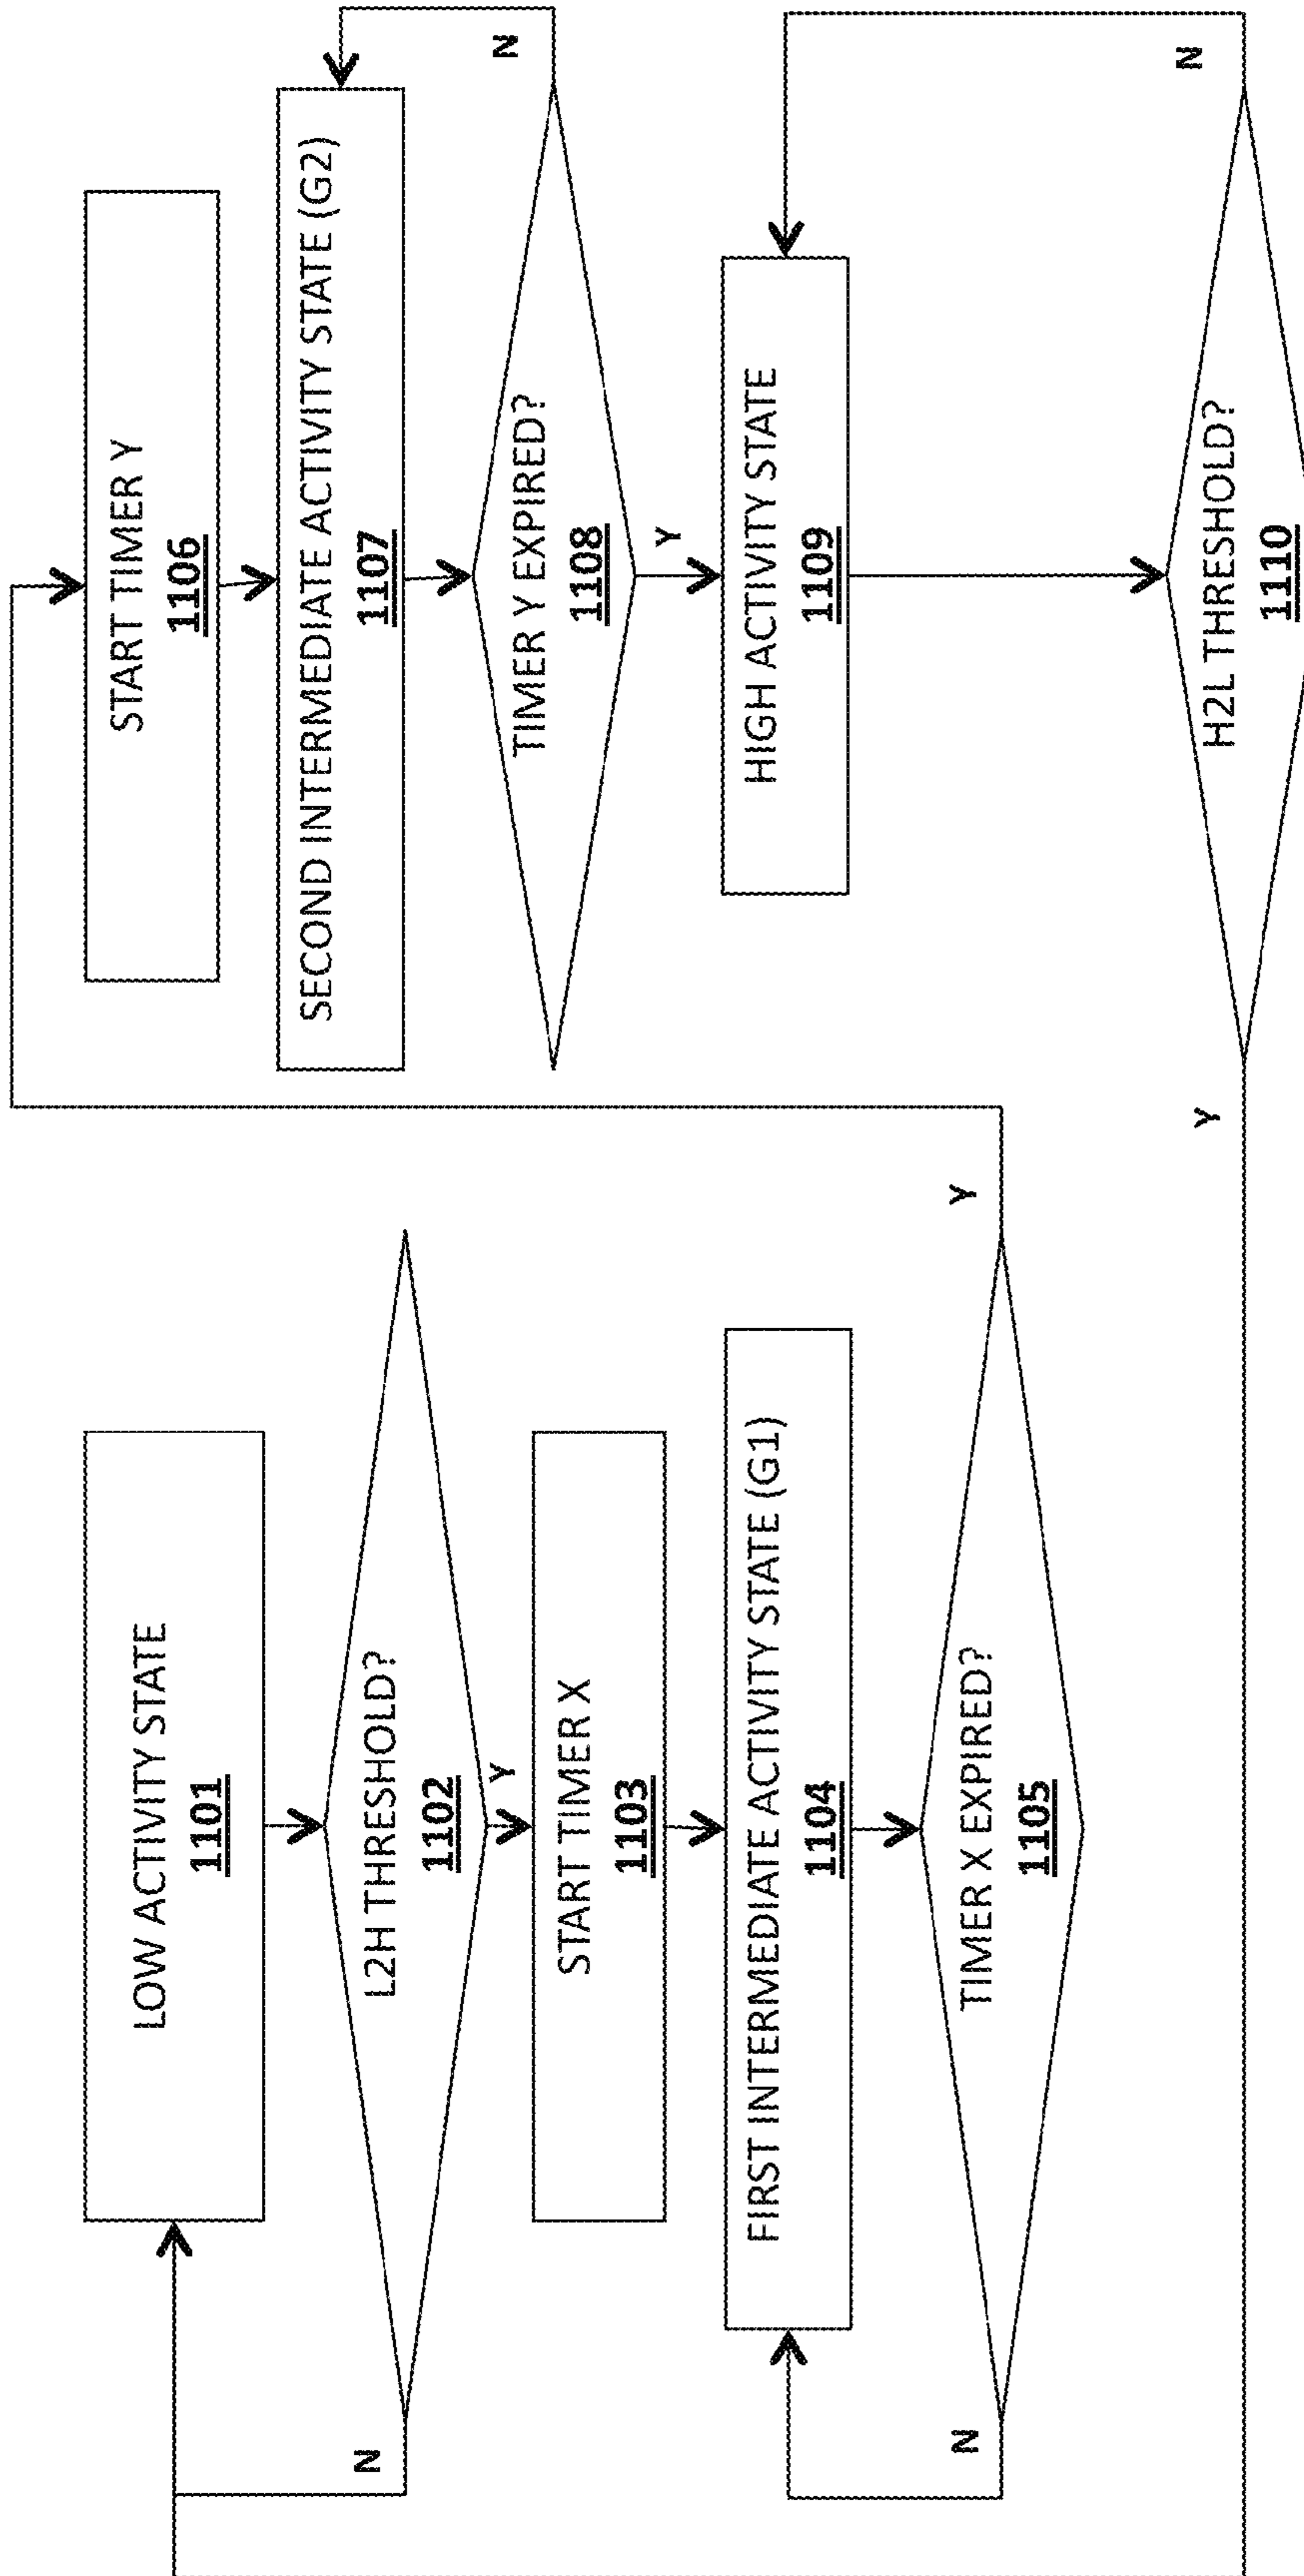 LOW ACTIVITY STATE
1101
L2H THRESHOLD?
1102
N
Y
START TIMER X
1103
FIRST INTERMEDIATE ACTIVITY STATE (G1)
1104
TIMER X EXPIRED?
1105
N
Y
START TIMER Y
1106
SECOND INTERMEDIATE ACTIVITY STATE (G2)
1107
N
TIMER Y EXPIRED?
1108
Y
HIGH ACTIVITY STATE
1109
N
H2L THRESHOLD?
1110
Y